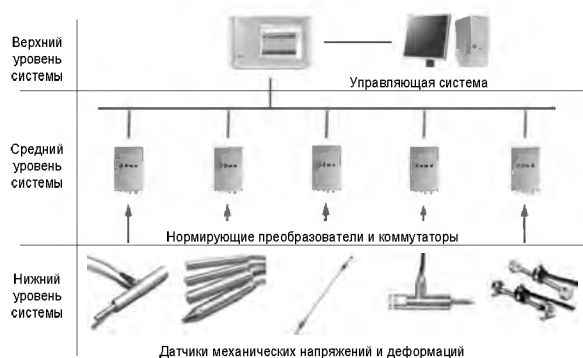 Верхний
уровень
системы
Управляющая система
Средний
уровень
системы
Нормирующие преобразователи и коммутаторы
Нижний
уровень
системы
Датчики механических напряжений и деформаций